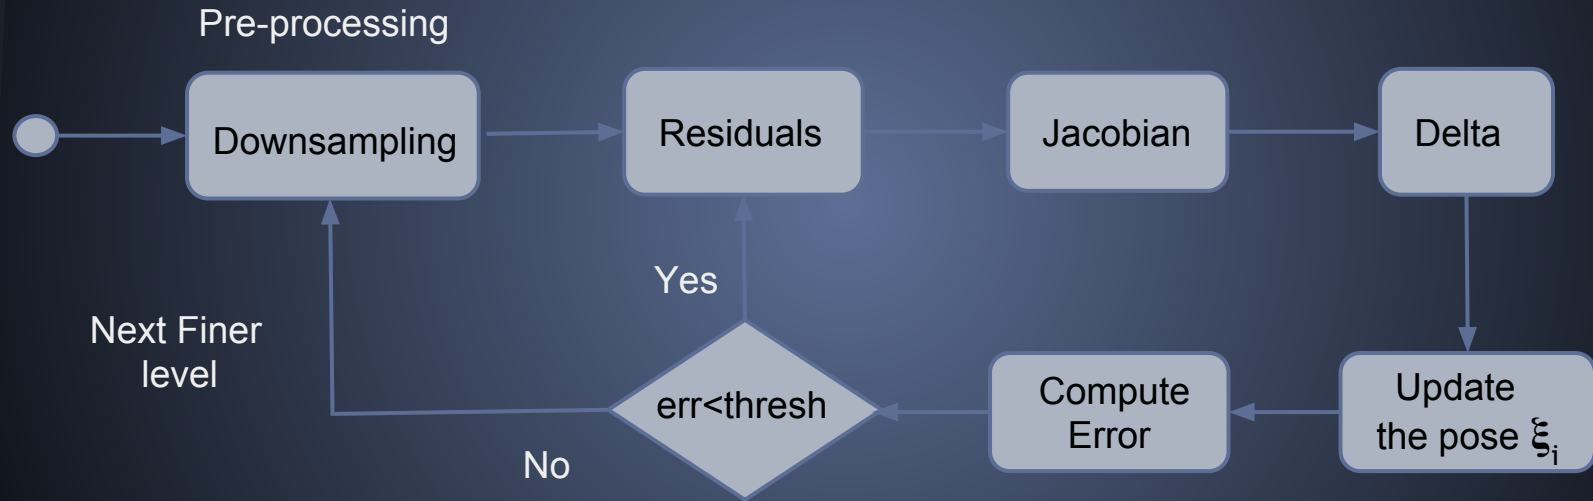 Pre-processing
Downsampling
Residuals
Jacobian
Delta
Yes
Next Finer
level
err<thresh
No
Compute
Error
Update
the pose ξi